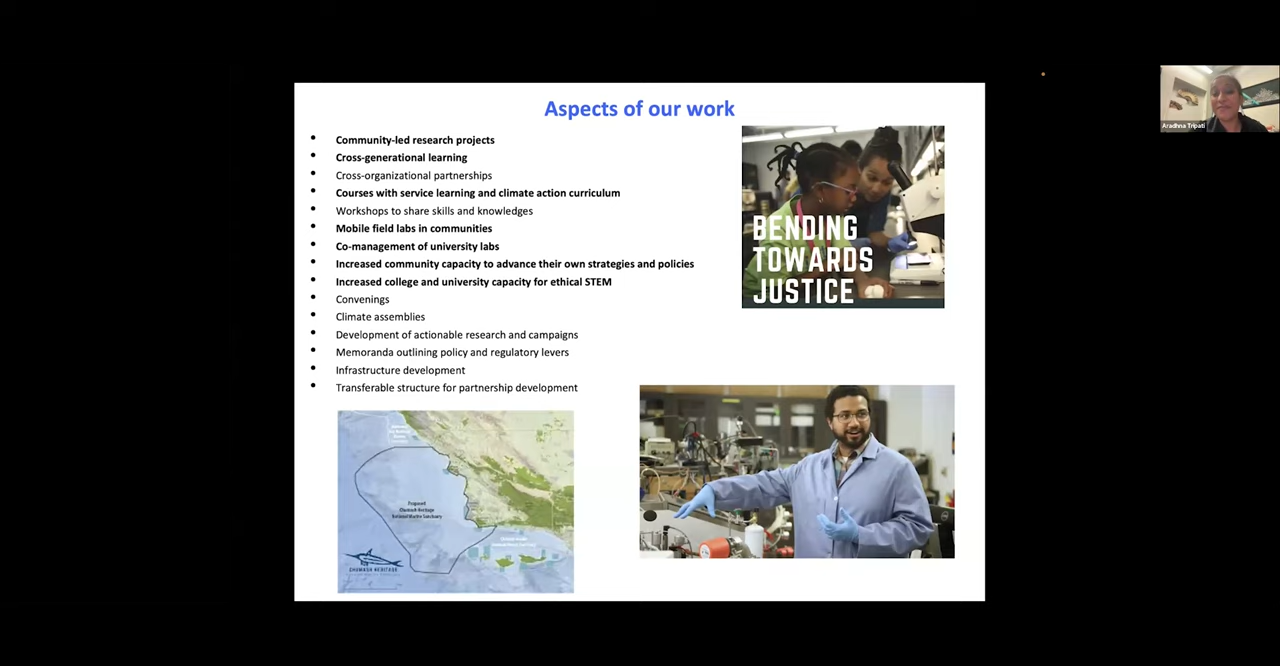 Aspects of our work
• Community-led research projects
• Cross-generational learning
• Cross-organizational partnerships
• Courses with service learning and climate action curriculum
• Workshops to share skills and knowledges
• Mobile field labs in communities
• Co-management of university labs
• Increased community capacity to advance their own strategies and policies
• Increased college and university capacity for ethical STEM
• Convenings
• Climate assemblies
• Development of actionable research and campaigns
• Memoranda outlining policy and regulatory levers
• Infrastructure development
• Transferable structure for partnership development
BENDING
TOWARDS
JUSTICE
Proposed
Chumash Heritage
National Marine Sanctuary
CHUMASH HERITAGE
Aradhna Tripati